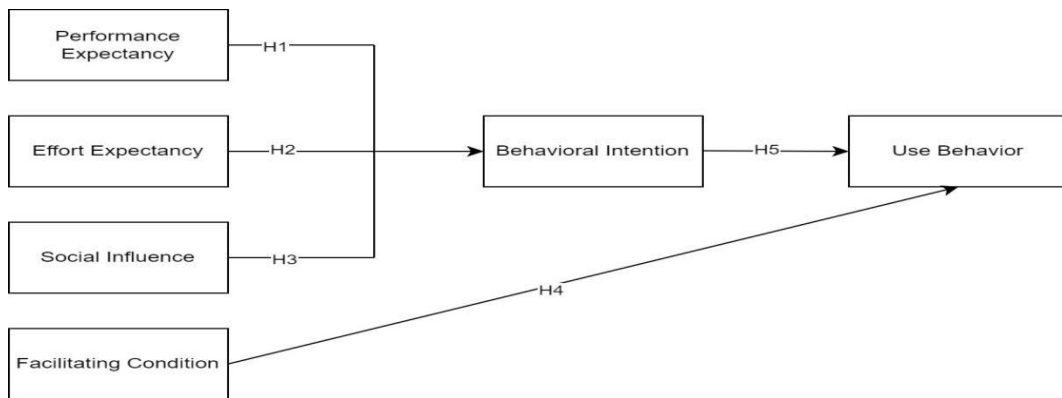 Performance
Expectancy
H1
Effort Expectancy
H2
Behavioral Intention
H5
Use Behavior
Social Influence
H3
H4
Facilitating Condition